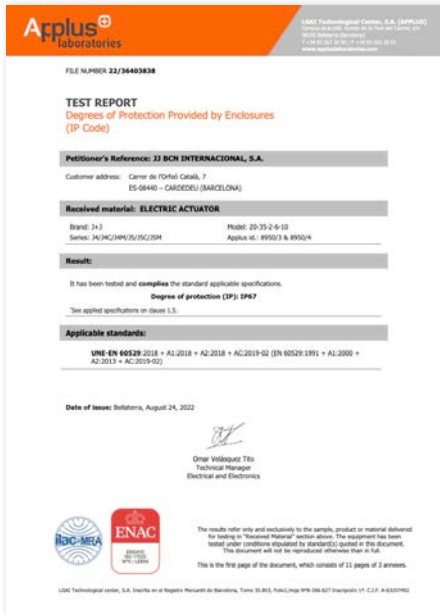 Applus+
laboratories
LGAI Technological Center, S.A. (APPLUS)
www.appluslaboratories.com
FILE NUMBER 22/36403838
TEST REPORT
Degrees of Protection Provided by Enclosures
(IP Code)
Petitioner's Reference: JJ BCN INTERNACIONAL, S.A.
Customer address: Carrer de l'Orfeó Català, 7
ES-08440 – CARDEDEU (BARCELONA)
Received material: ELECTRIC ACTUATOR
Brand: J+J Model: 20-35-2-6-10
Series: J4/J4C/J4M/JS/JSC/JSM Applus id.: 8950/3 & 8950/4
Result:
It has been tested and complies the standard applicable specifications.
Degree of protection (IP): IP67
*See applied specifications on clause 1.5.
Applicable standards:
UNE-EN 60529:2018 + A1:2018 + A2:2018 + AC:2019-02 (EN 60529:1991 + A1:2000 +
A2:2013 + AC:2019-02)
Date of issue: Bellaterra, August 24, 2022
Omar Velásquez Tito
Technical Manager
Electrical and Electronics
ilac-MRA
ENAC
The results refer only and exclusively to the sample, product or material delivered
for testing in "Received Material" section above. The equipment has been
tested under conditions stipulated by standard(s) quoted in this document.
This document will not be reproduced otherwise than in full.
This is the first page of the document, which consists of 11 pages of 3 annexes.